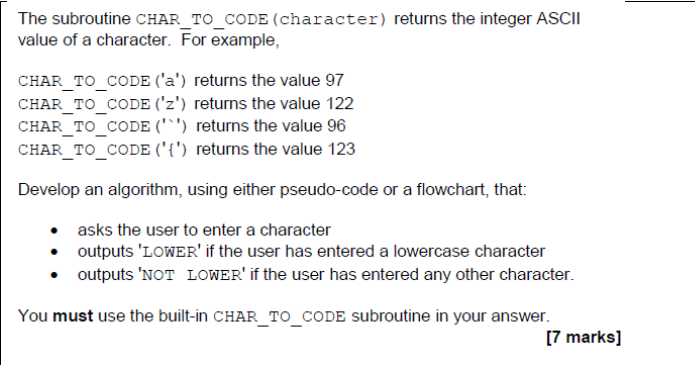 The subroutine CHAR_TO_CODE(character) returns the integer ASCII
value of a character. For example,
CHAR_TO_CODE('a') returns the value 97
CHAR_TO_CODE('z') returns the value 122
CHAR_TO_CODE('`') returns the value 96
CHAR_TO_CODE('{') returns the value 123
Develop an algorithm, using either pseudo-code or a flowchart, that:
• asks the user to enter a character
• outputs 'LOWER' if the user has entered a lowercase character
• outputs 'NOT LOWER' if the user has entered any other character.
You must use the built-in CHAR_TO_CODE subroutine in your answer.
[7 marks]